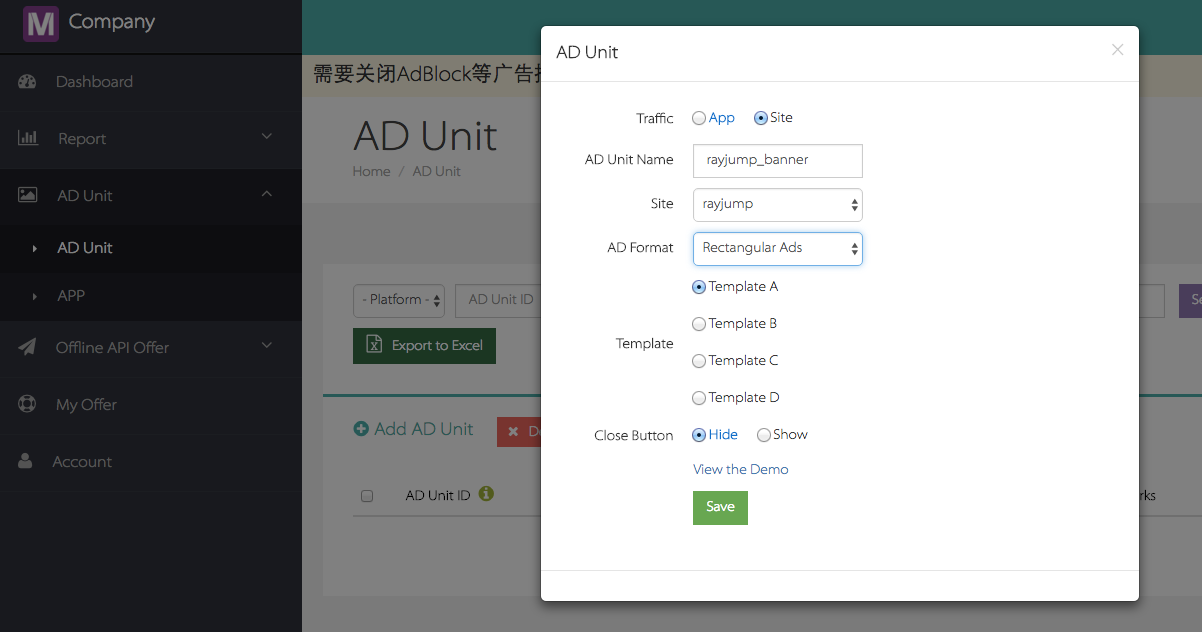 M Company
Dashboard
Report
AD Unit
AD Unit
APP
Offline API Offer
My Offer
Account
需要关闭AdBlock等广告
AD Unit
Home / AD Unit
- Platform -
AD Unit ID
Export to Excel
Add AD Unit
AD Unit ID
AD Unit
×
Traffic
App
Site
AD Unit Name
rayjump_banner
Site
rayjump
AD Format
Rectangular Ads
Template
Template A
Template B
Template C
Template D
Close Button
Hide
Show
View the Demo
Save